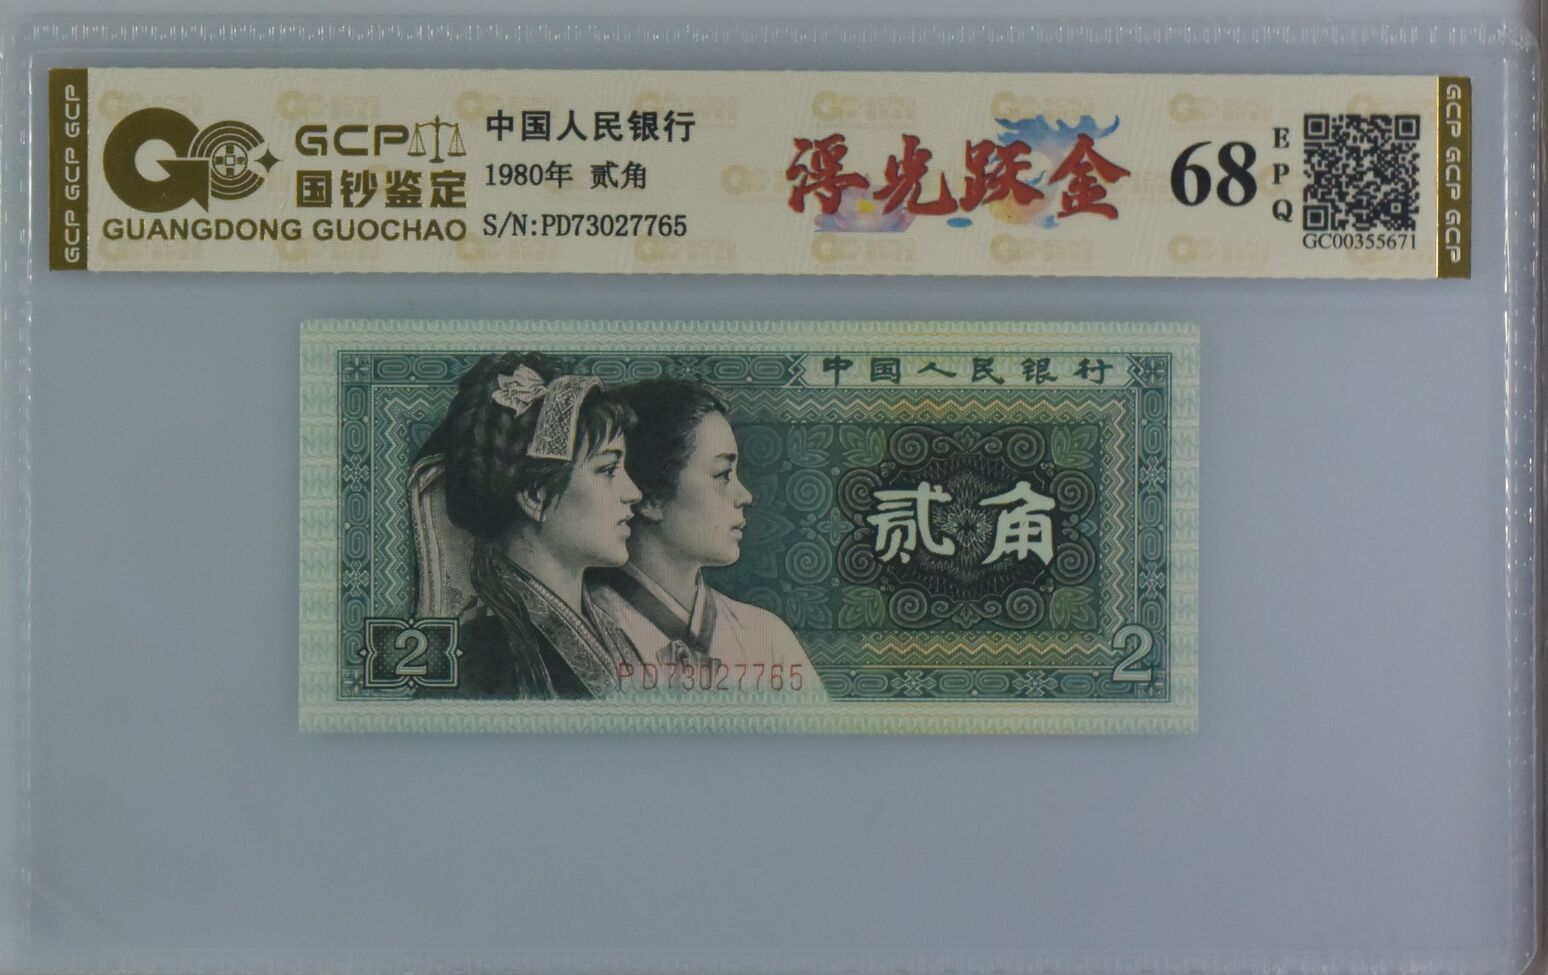 GCP GCP GCP
GCP
国钞鉴定
GUANGDONG GUOCHAO
中国人民银行
1980年 贰角
S/N:PD73027765
浮光跃金
68
EPQ
GC00355671
GCP GCP GCP
中国人民银行
贰角
2
2
PD73027765